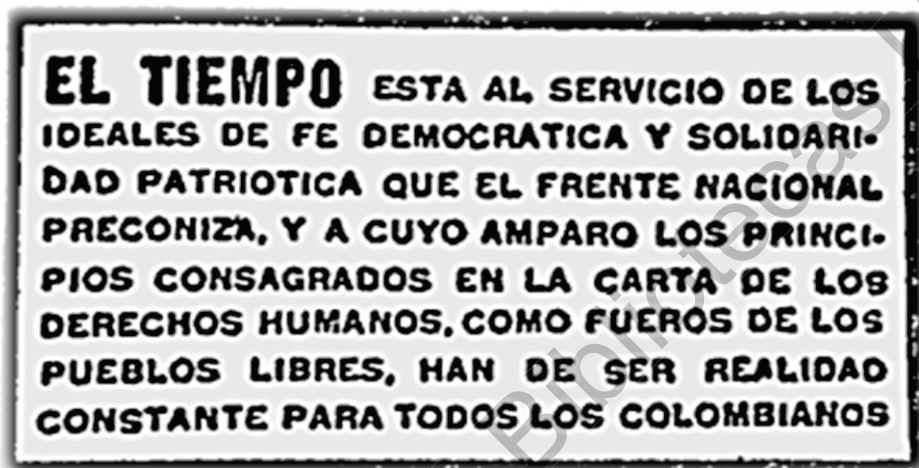 EL TIEMPO ESTA AL SERVICIO DE LOS
IDEALES DE FE DEMOCRATICA Y SOLIDARI-
DAD PATRIOTICA QUE EL FRENTE NACIONAL
PRECONIZA, Y A CUYO AMPARO LOS PRINCI-
PIOS CONSAGRADOS EN LA CARTA DE LOS
DERECHOS HUMANOS, COMO FUEROS DE LOS
PUEBLOS LIBRES, HAN DE SER REALIDAD
CONSTANTE PARA TODOS LOS COLOMBIANOS
Bibliotecas